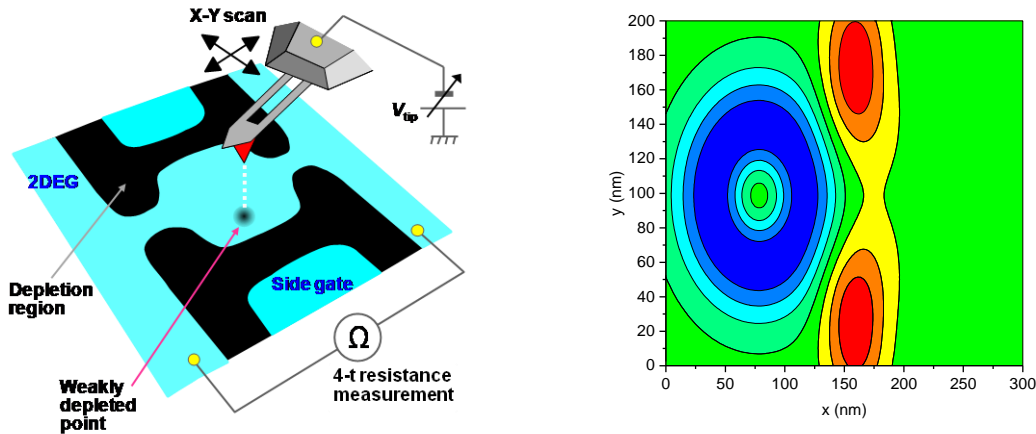 X-Y scan
V_tip
2DEG
Depletion
region
Side gate
Ω
Weakly
depleted
point
4-t resistance
measurement
y (nm)
200
180
160
140
120
100
80
60
40
20
0
0 50 100 150 200 250 300
x (nm)